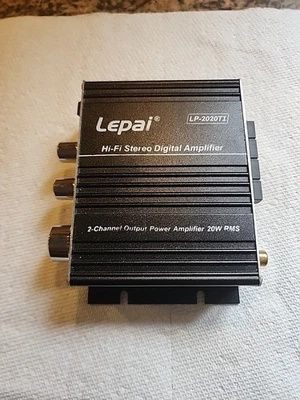 Lepai® LP-2020TI
Hi-Fi Stereo Digital Amplifier
2-Channel Output Power Amplifier 20W RMS